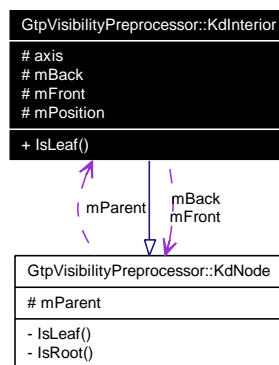 GtpVisibilityPreprocessor::KdInterior
# axis
# mBack
# mFront
# mPosition
+ IsLeaf()
mParent
mBack
mFront
GtpVisibilityPreprocessor::KdNode
# mParent
- IsLeaf()
- IsRoot()